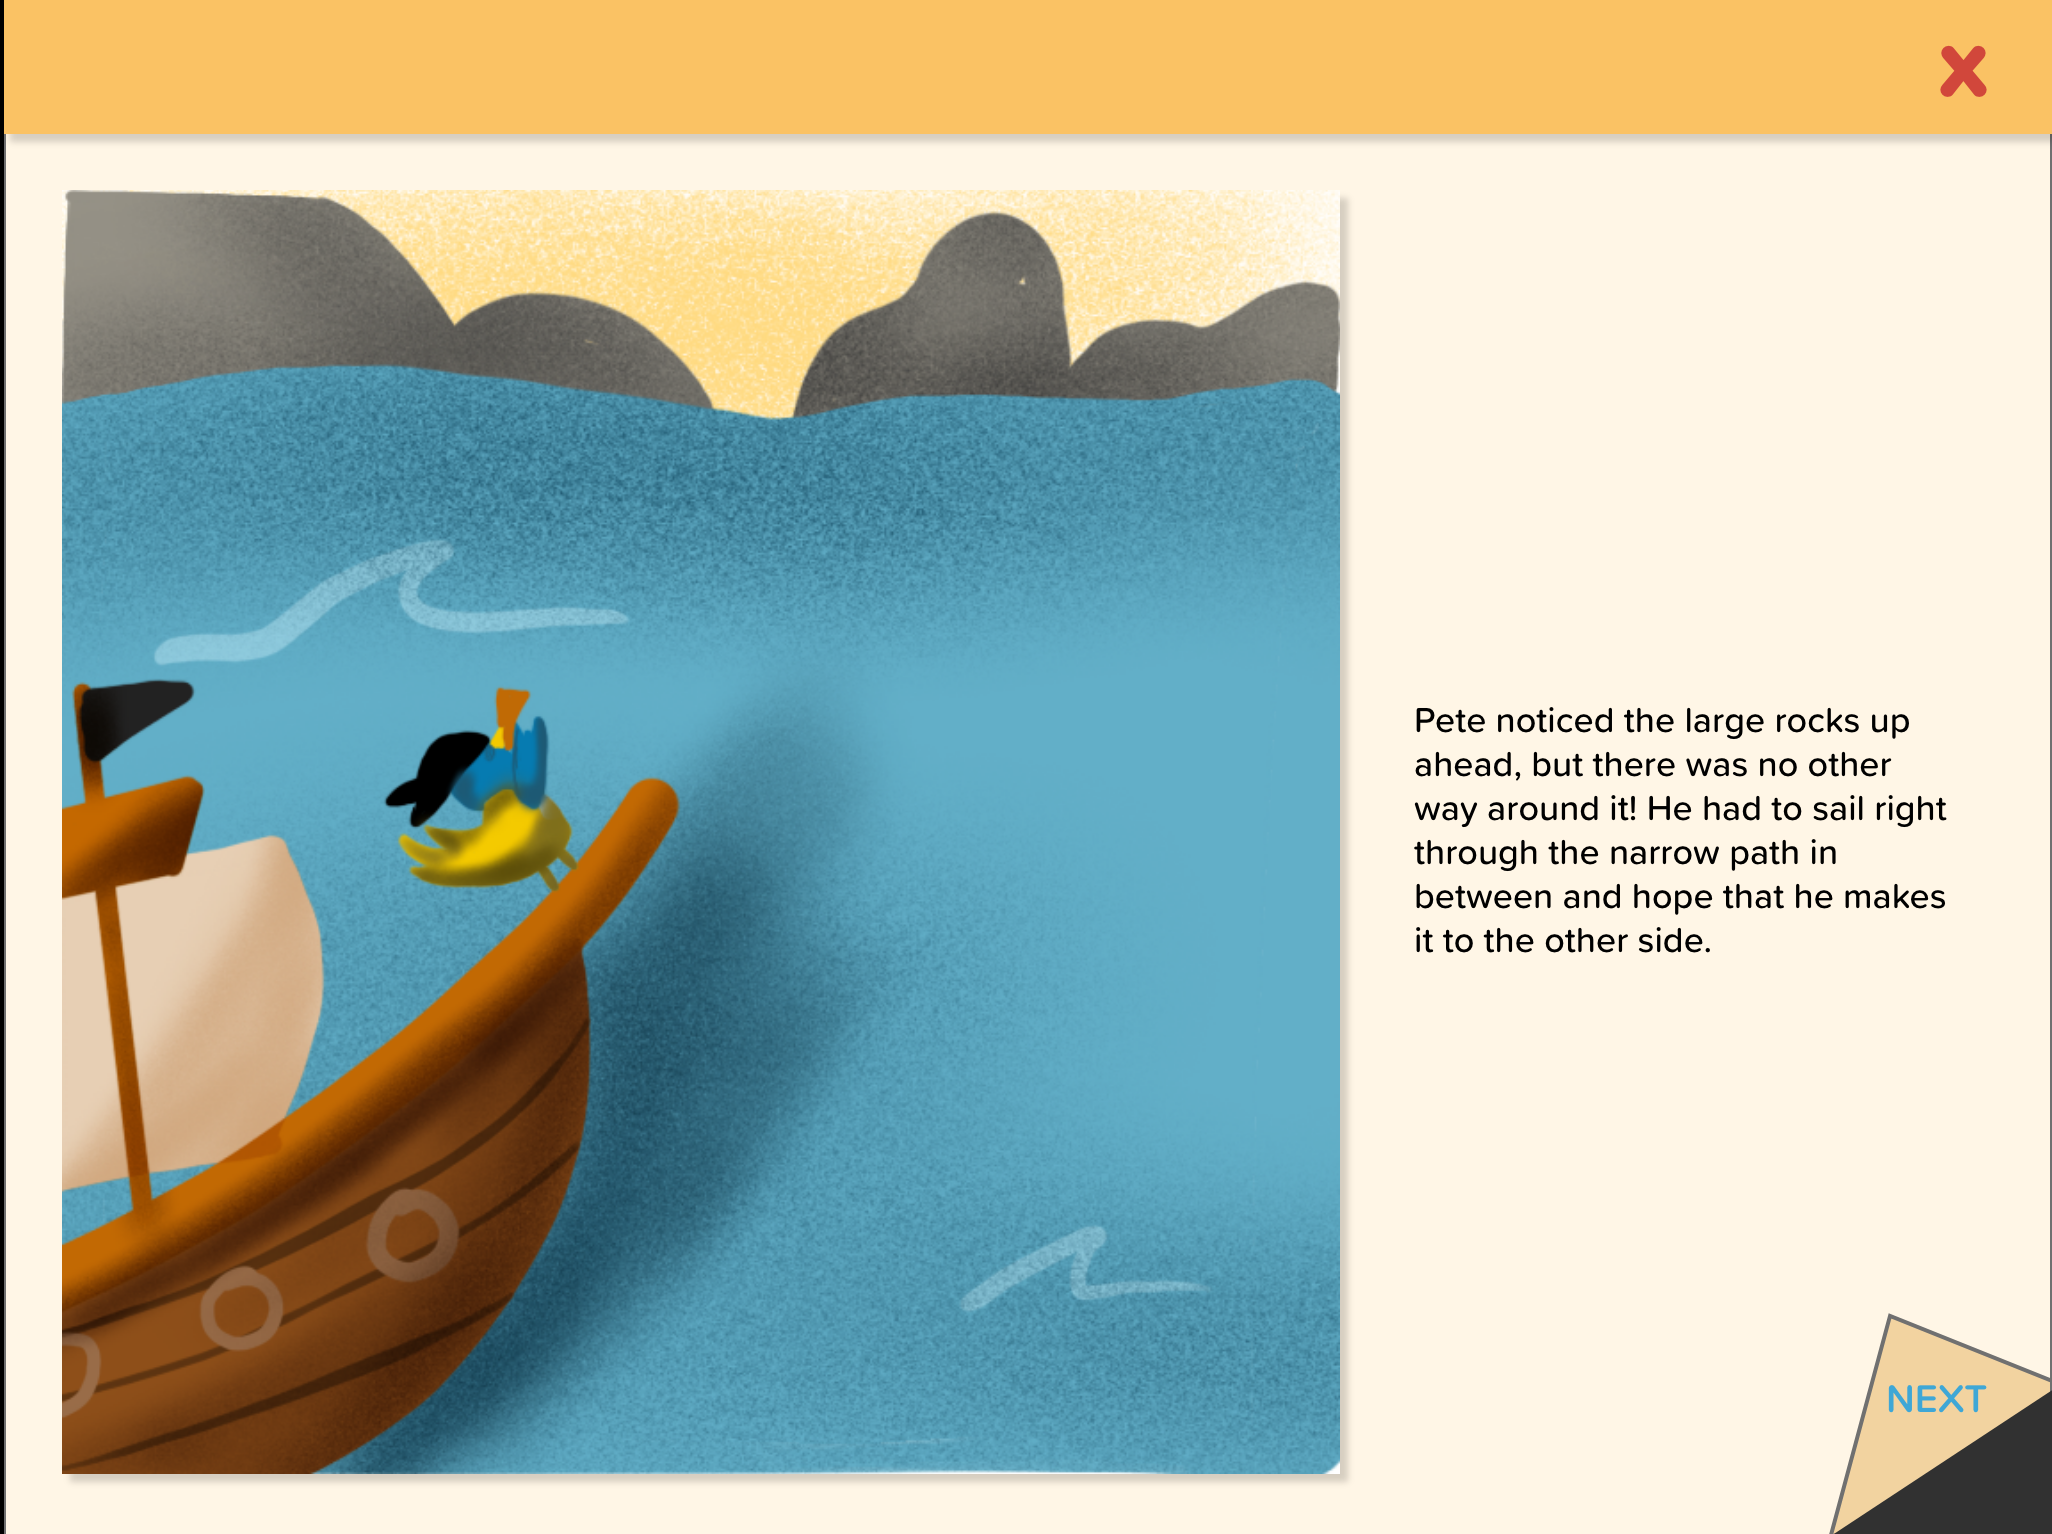 Pete noticed the large rocks up
ahead, but there was no other
way around it! He had to sail right
through the narrow path in
between and hope that he makes
it to the other side.
NEXT